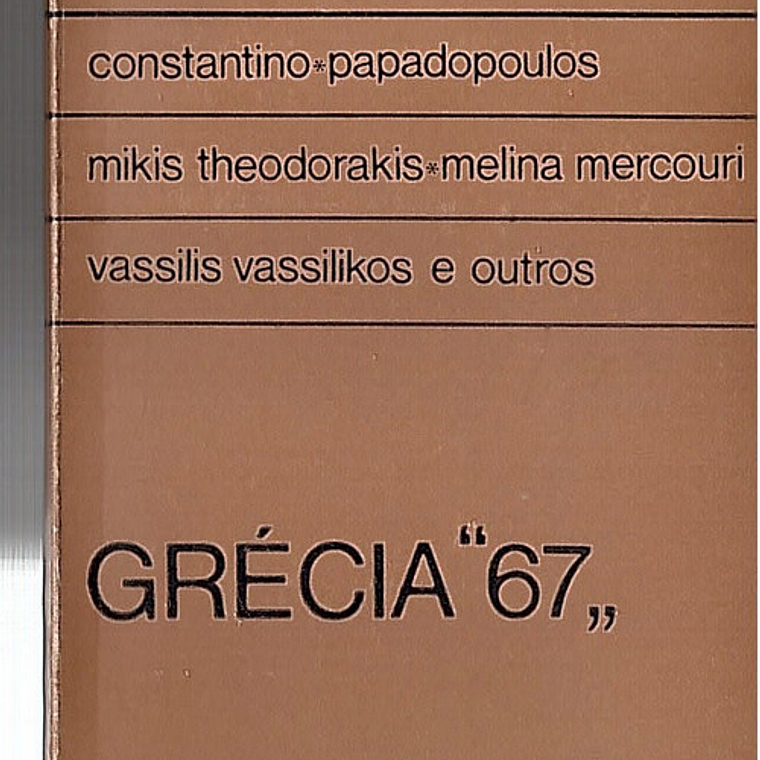 constantino*papadopoulos
mikis theodorakis*melina mercouri
vassilis vassilikos e outros
GRÉCIA “67„